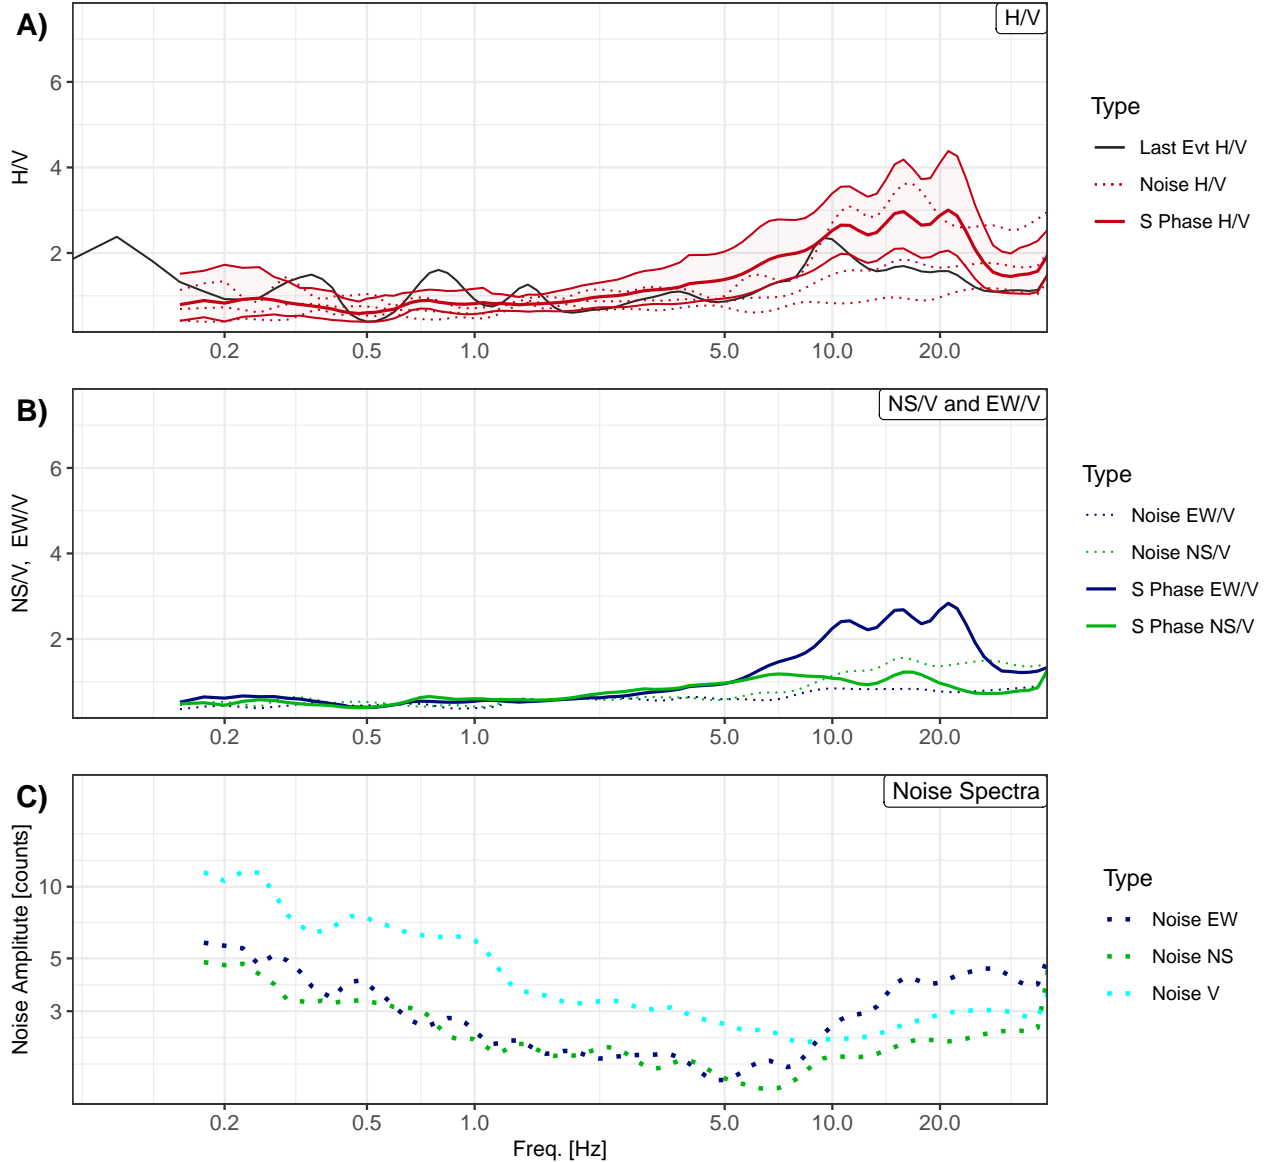 A)
H/V
H/V
6
4
2
0.2 0.5 1.0 5.0 10.0 20.0
Type
Last Evt H/V
Noise H/V
S Phase H/V
B)
NS/V and EW/V
NS/V, EW/V
6
4
2
0.2 0.5 1.0 5.0 10.0 20.0
Type
Noise EW/V
Noise NS/V
S Phase EW/V
S Phase NS/V
C)
Noise Spectra
Noise Amplitude [counts]
10
5
3
0.2 0.5 1.0 5.0 10.0 20.0
Freq. [Hz]
Type
Noise EW
Noise NS
Noise V